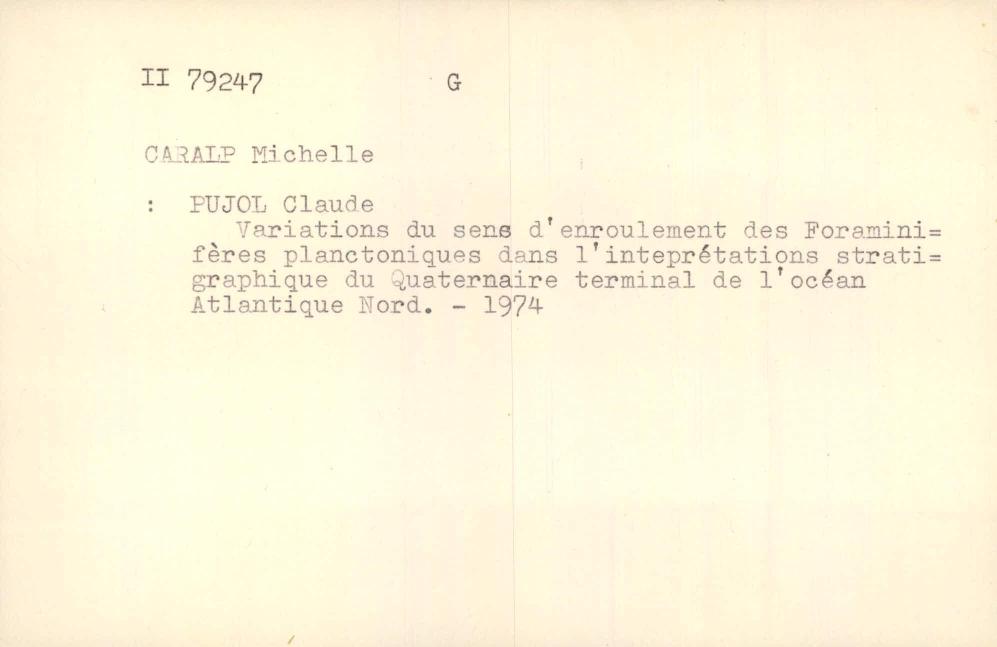 II 79247 G
CARALP Michelle
: PUJOL Claude
Variations du sens d'enroulement des Foramini=
fères planctoniques dans l'inteprétations strati=
graphique du Quaternaire terminal de l'océan
Atlantique Nord. - 1974